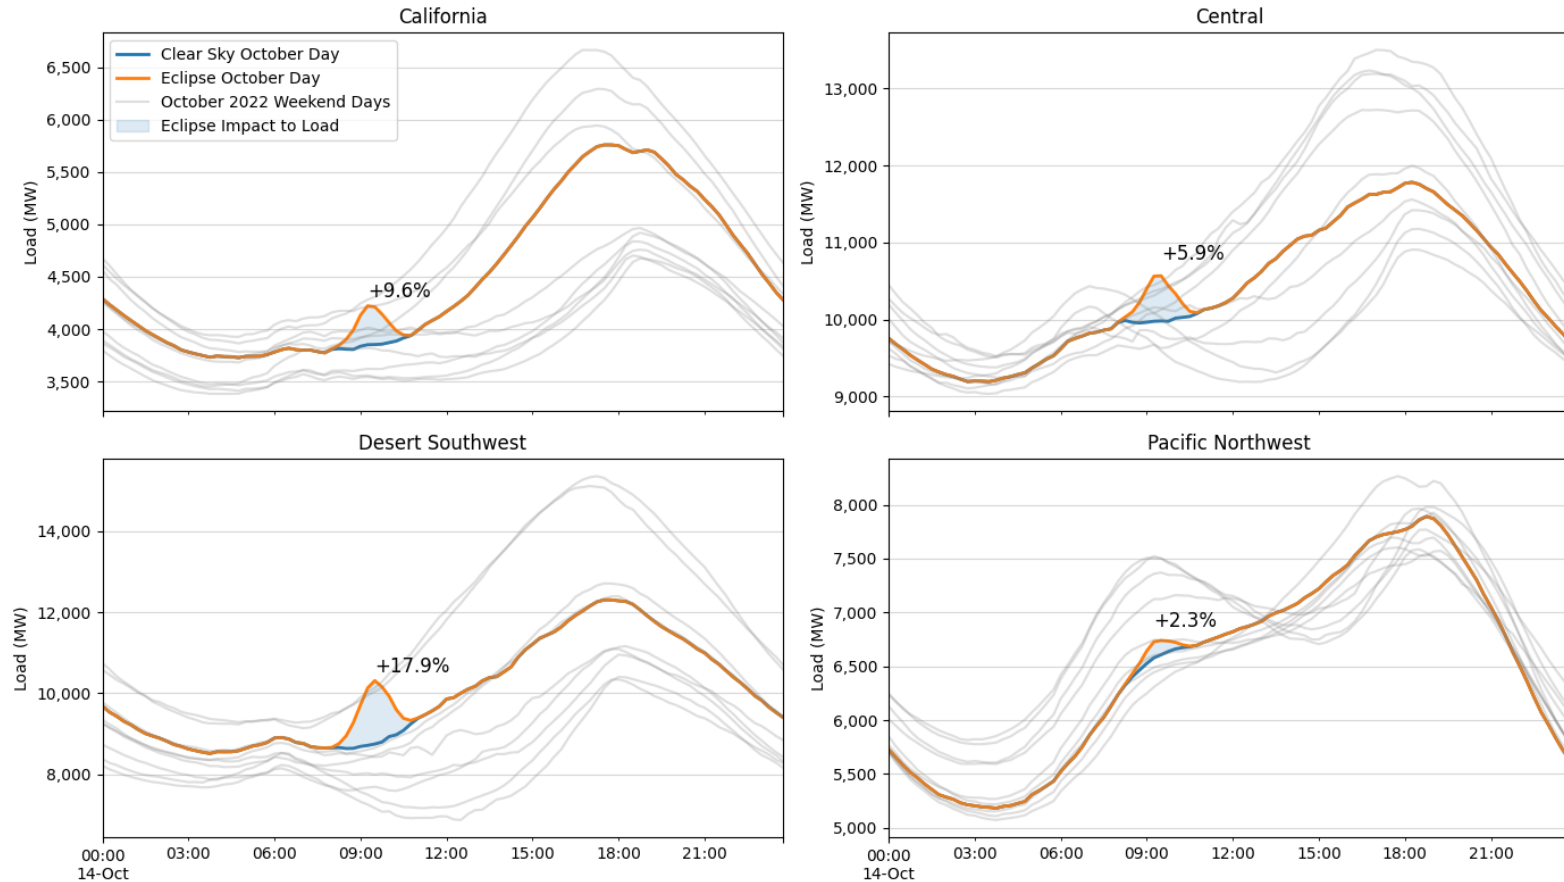 California
Load (MW)
6,500
6,000
5,500
5,000
4,500
4,000
3,500
Clear Sky October Day
Eclipse October Day
October 2022 Weekend Days
Eclipse Impact to Load
+9.6%
Central
Load (MW)
13,000
12,000
11,000
10,000
9,000
+5.9%
Desert Southwest
Load (MW)
14,000
12,000
10,000
8,000
+17.9%
00:00 03:00 06:00 09:00 12:00 15:00 18:00 21:00
14-Oct
Pacific Northwest
Load (MW)
8,000
7,500
7,000
6,500
6,000
5,500
5,000
+2.3%
00:00 03:00 06:00 09:00 12:00 15:00 18:00 21:00
14-Oct